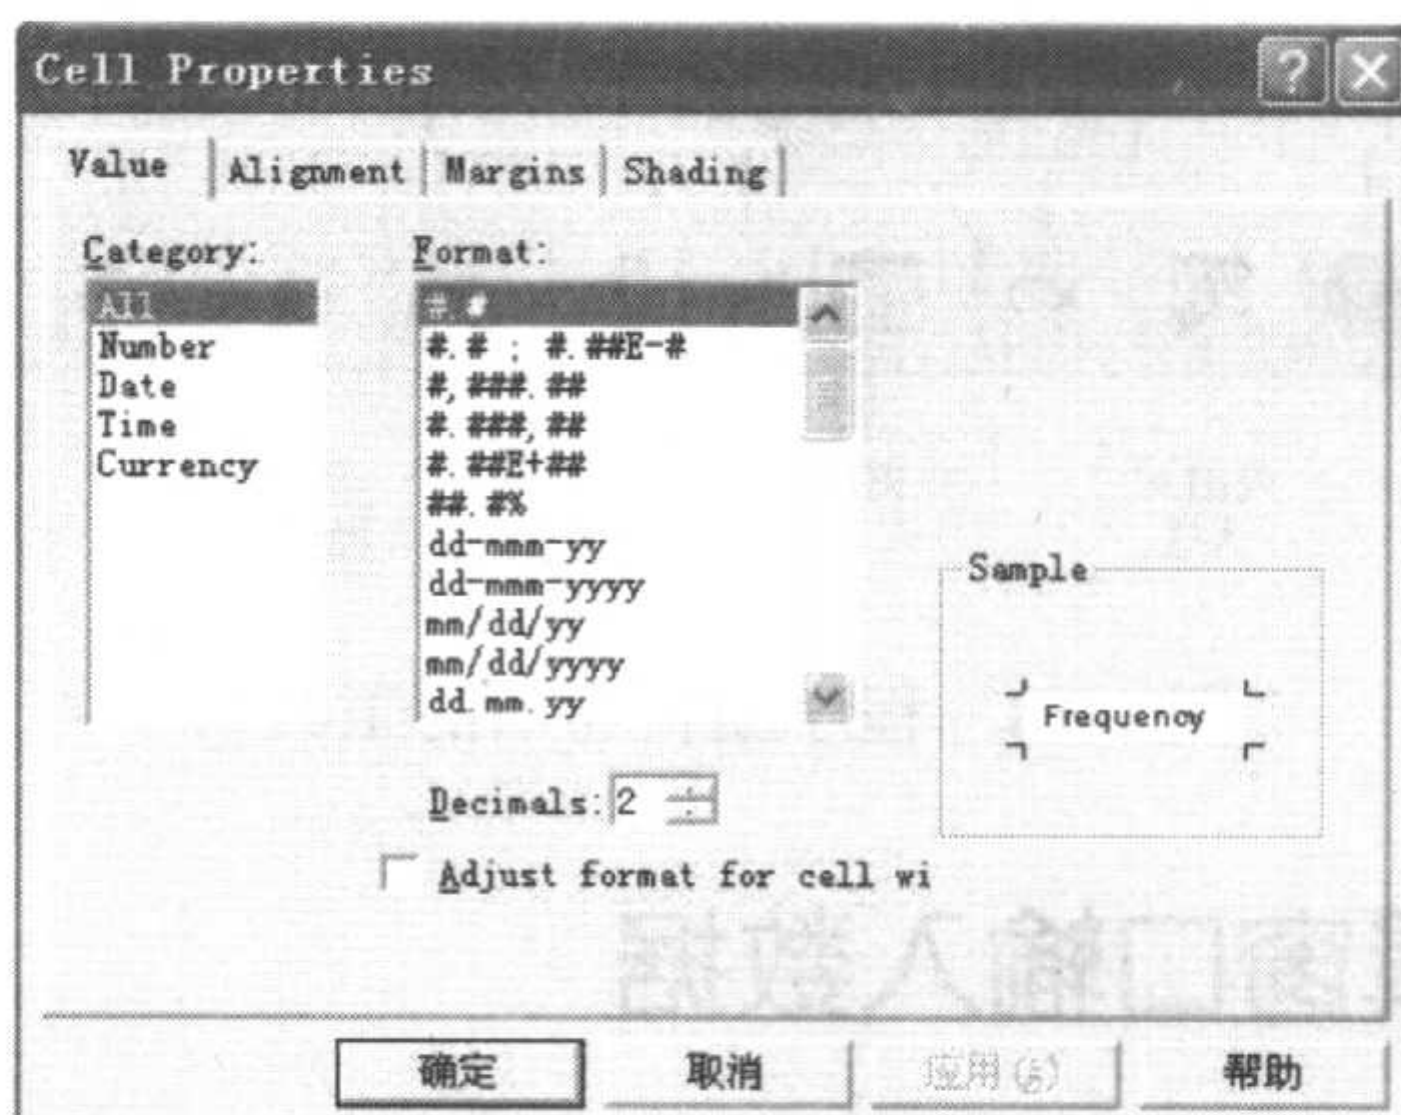 Cell Properties
Value Alignment Margins Shading
Category: Format:
All
Number
Date
Time
Currency
#.#
#.# ; #.##E-#
#,###.##
#.###,##
#.##E+##
##.#%
dd-mmm-yy
dd-mmm-yyyy
mm/dd/yy
mm/dd/yyyy
dd.mm.yy
Sample
Frequency
Decimals: 2
Adjust format for cell wi
确定 取消 应用 帮助